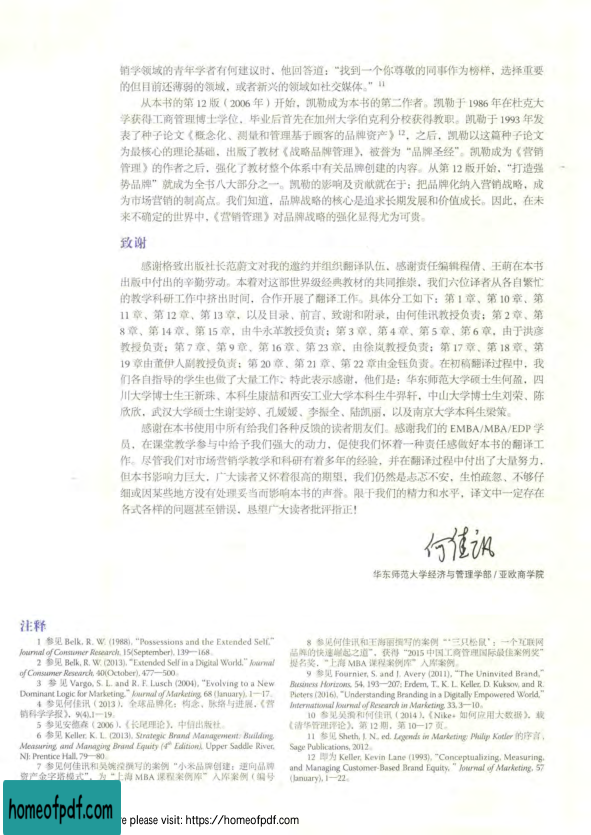 销学领域的青年学者有何建议时，他回答道：“找到一个你尊敬的同事作为榜样，选择重要
的但目前还薄弱的领域，或者新兴的领域如社交媒体。” 11
从本书的第 12 版（2006 年）开始，凯勒成为本书的第二作者。凯勒于 1986 年在杜克大
学获得工商管理博士学位，毕业后首先在加州大学伯克利分校获得教职。凯勒于 1993 年发
表了种子论文《概念化、测量和管理基于顾客的品牌资产》12，之后，凯勒以这篇种子论文
为最核心的理论基础，出版了教材《战略品牌管理》，被誉为“品牌圣经”。凯勒成为《营销
管理》的作者之后，强化了教材整个体系中有关品牌创建的内容。从第 12 版开始，“打造强
势品牌”就成为全书八大部分之一。凯勒的影响及贡献就在于：把品牌化纳入营销战略，成
为市场营销的制高点。我们知道，品牌战略的核心是追求长期发展和价值成长。因此，在未
来不确定的世界中，《营销管理》对品牌战略的强化显得尤为可贵。
致谢
感谢格致出版社长范蔚文对我的邀约并组织翻译队伍，感谢责任编辑程倩、王萌在本书
出版中付出的辛勤劳动。本着对这部世界级经典教材的共同推崇，我们六位译者从各自繁忙
的教学科研工作中挤出时间，合作开展了翻译工作。具体分工如下：第 1 章、第 10 章、第
11 章、第 12 章、第 13 章，以及目录、前言、致谢和附录，由何佳讯教授负责；第 2 章、第
8 章、第 14 章、第 15 章，由牛永革教授负责；第 3 章、第 4 章、第 5 章、第 6 章，由于洪彦
教授负责；第 7 章、第 9 章、第 16 章、第 23 章，由徐岚教授负责；第 17 章、第 18 章、第
19 章由董伊人副教授负责；第 20 章、第 21 章、第 22 章由金钰负责。在初稿翻译过程中，我
们各自指导的学生也做了大量工作，特此表示感谢，他们是：华东师范大学硕士生何盈，四
川大学博士生王新珠、本科生康喆和西安工业大学本科生牛羿轩，中山大学博士生刘荣、陈
欣欣，武汉大学硕士生谢雯婷、孔媛媛、李振全、陆凯丽，以及南京大学本科生梁策。
感谢在本书使用中所有给我们各种反馈的读者朋友们。感谢我们的 EMBA/MBA/EDP 学
员，在课堂教学参与中给予我们强大的动力，促使我们怀着一种责任感做好本书的翻译工
作。尽管我们对市场营销学教学和科研有着多年的经验，并在翻译过程中付出了大量努力，
但本书影响力巨大，广大读者又怀着很高的期望，我们仍然是忐忑不安，生怕疏忽、不够仔
细或因某些地方没有处理妥当而影响本书的声誉。限于我们的精力和水平，译文中一定存在
各式各样的问题甚至错误，恳望广大读者批评指正！
何佳讯
华东师范大学经济与管理学部 / 亚欧商学院
注释
1 参见 Belk, R. W. (1988), “Possessions and the Extended Self,”
Journal of Consumer Research, 15(September), 139—168.
2 参见 Belk, R. W. (2013), “Extended Self in a Digital World,” Journal
of Consumer Research, 40(October), 477—500.
3 参见 Vargo, S. L. and R. F. Lusch (2004), “Evolving to a New
Dominant Logic for Marketing,” Journal of Marketing, 68 (January), 1—17.
4 参见何佳讯（2013），全球品牌化：构念、脉络与进展，《营
销科学学报》，9(4),1—19.
5 参见安德森（2006），《长尾理论》，中信出版社。
6 参见 Keller, K. L. (2013), Strategic Brand Management: Building,
Measuring, and Managing Brand Equity (4th Edition), Upper Saddle River,
NJ: Prentice Hall, 79—80.
7 参见何佳讯和吴婉滢撰写的案例“小米品牌创建：逆向品牌
资产金字塔模式”，为“上海 MBA 课程案例库”入库案例（编号
8 参见何佳讯和王海丽撰写的案例“‘三只松鼠’：一个互联网
品牌的快速崛起之道”，获得“2015 中国工商管理国际最佳案例奖”
提名奖、“上海 MBA 课程案例库”入库案例。
9 参见 Fournier, S. and J. Avery (2011), “The Uninvited Brand,”
Business Horizons, 54, 193—207; Erdem, T., K. L. Keller, D. Kuksov, and R.
Pieters (2016), “Understanding Branding in a Digitally Empowered World,”
International Journal of Research in Marketing, 33, 3—10.
10 参见吴漪和何佳讯（2014），《Nike+ 如何应用大数据》，载
《清华管理评论》，第 12 期，第 10—17 页。
11 参见 Sheth, J. N., ed. Legends in Marketing: Philip Kotler 的序言,
Sage Publications, 2012.
12 即为 Keller, Kevin Lane (1993), “Conceptualizing, Measuring,
and Managing Customer-Based Brand Equity, ” Journal of Marketing, 57
(January), 1—22.
homeofpdf.com
re please visit: https://homeofpdf.com